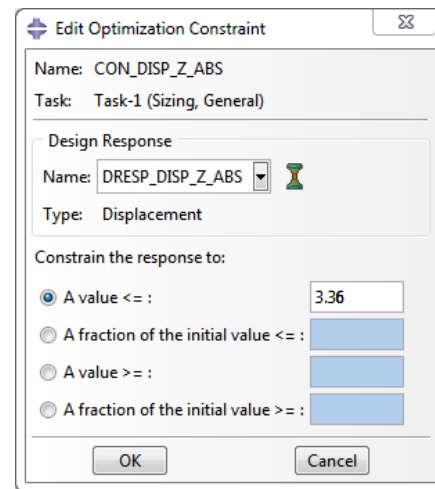 Edit Optimization Constraint
Name: CON_DISP_Z_ABS
Task: Task-1 (Sizing, General)
Design Response
Name: DRESP_DISP_Z_ABS
Type: Displacement
Constrain the response to:
A value <= : 3.36
A fraction of the initial value <= :
A value >= :
A fraction of the initial value >= :
OK Cancel